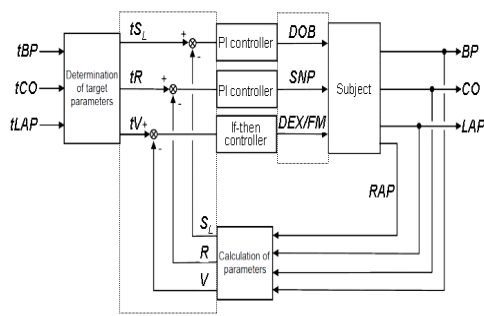 tBP
tCO
tLAP
Determination
of target
parameters
tS_L
+
-
tR
+
-
tV+
-
PI controller
PI controller
If-then
controller
DOB
SNP
DEX/FM
Subject
BP
CO
LAP
RAP
S_L
R
V
Calculation of
parameters